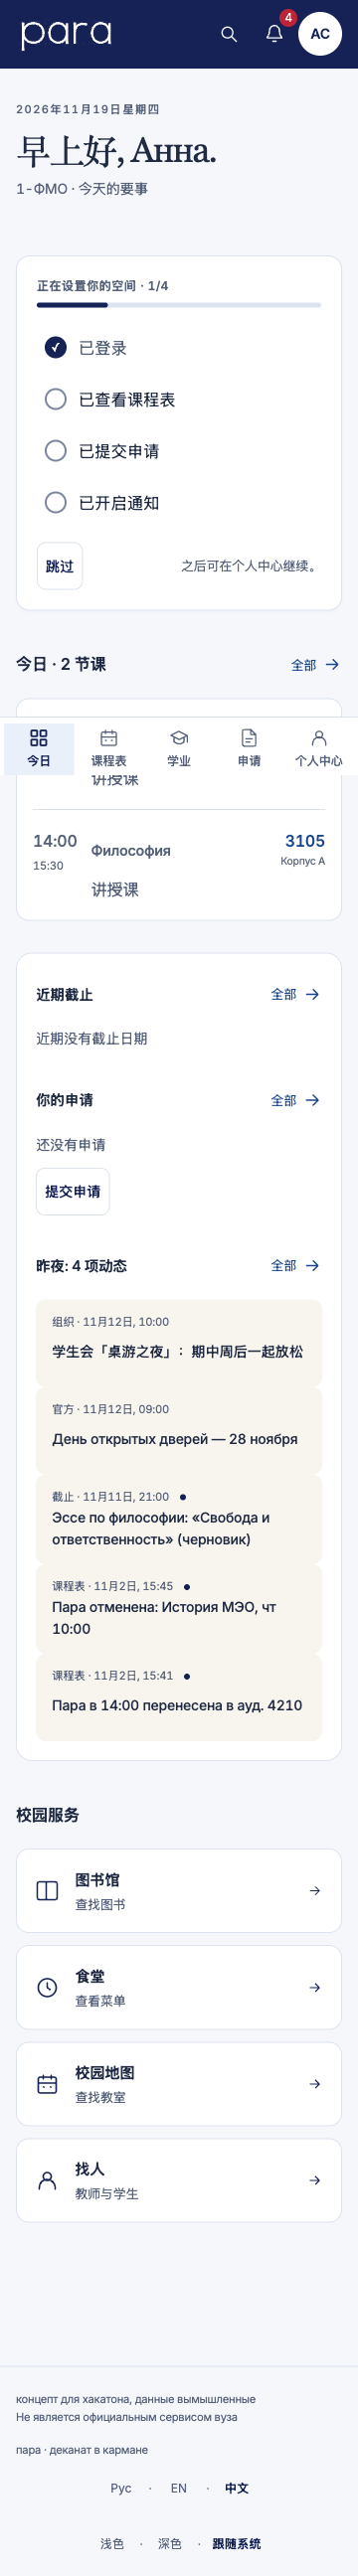 para
4
AC
2026年11月19日星期四
早上好, Анна.
1-ФМО · 今天的要事
正在设置你的空间 · 1/4
已登录
已查看课程表
已提交申请
已开启通知
跳过
之后可在个人中心继续。
今日 · 2 节课
全部 →
今日
课程表
学业
申请
个人中心
讲授课
14:00 Философия 3105
15:30 Корпус А
讲授课
近期截止 全部 →
近期没有截止日期
你的申请 全部 →
还没有申请
提交申请
昨夜: 4 项动态 全部 →
组织 · 11月12日, 10:00
学生会「桌游之夜」：期中周后一起放松
官方 · 11月12日, 09:00
День открытых дверей — 28 ноября
截止 · 11月11日, 21:00
Эссе по философии: «Свобода и
ответственность» (черновик)
课程表 · 11月2日, 15:45
Пара отменена: История МЭО, чт
10:00
课程表 · 11月2日, 15:41
Пара в 14:00 перенесена в ауд. 4210
校园服务
图书馆
查找图书
食堂
查看菜单
校园地图
查找教室
找人
教师与学生
концепт для хакатона, данные вымышленные
Не является официальным сервисом вуза
пара · деканат в кармане
Рус · EN · 中文
浅色 · 深色 · 跟随系统